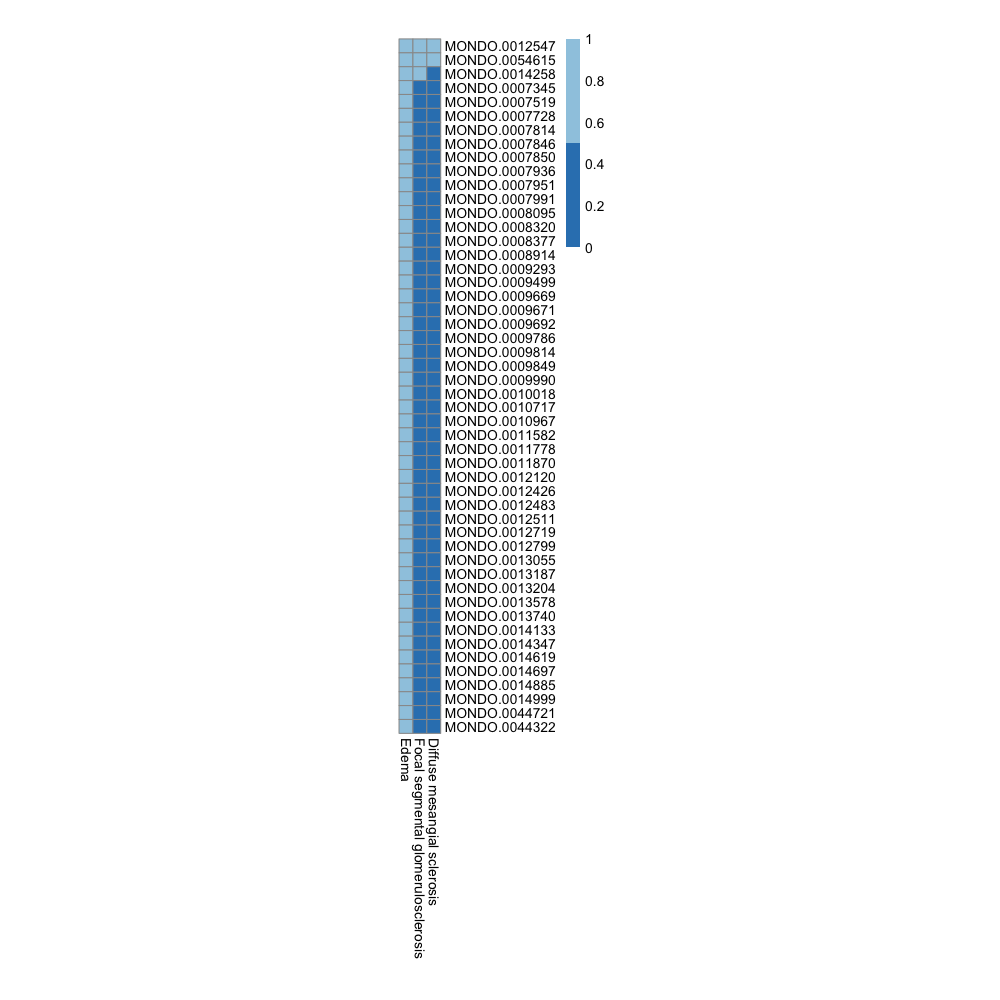 MONDO.0012547
MONDO.0054615
MONDO.0014258
MONDO.0007345
MONDO.0007519
MONDO.0007728
MONDO.0007814
MONDO.0007846
MONDO.0007850
MONDO.0007936
MONDO.0007951
MONDO.0007991
MONDO.0008095
MONDO.0008320
MONDO.0008377
MONDO.0008914
MONDO.0009293
MONDO.0009499
MONDO.0009669
MONDO.0009671
MONDO.0009692
MONDO.0009786
MONDO.0009814
MONDO.0009849
MONDO.0009990
MONDO.0010018
MONDO.0010717
MONDO.0010967
MONDO.0011582
MONDO.0011778
MONDO.0011870
MONDO.0012120
MONDO.0012426
MONDO.0012483
MONDO.0012511
MONDO.0012719
MONDO.0012799
MONDO.0013055
MONDO.0013187
MONDO.0013204
MONDO.0013578
MONDO.0013740
MONDO.0014133
MONDO.0014347
MONDO.0014619
MONDO.0014697
MONDO.0014885
MONDO.0014999
MONDO.0044721
MONDO.0044322
1
0.8
0.6
0.4
0.2
0
Edema
Focal segmental glomerulosclerosis
Diffuse mesangial sclerosis